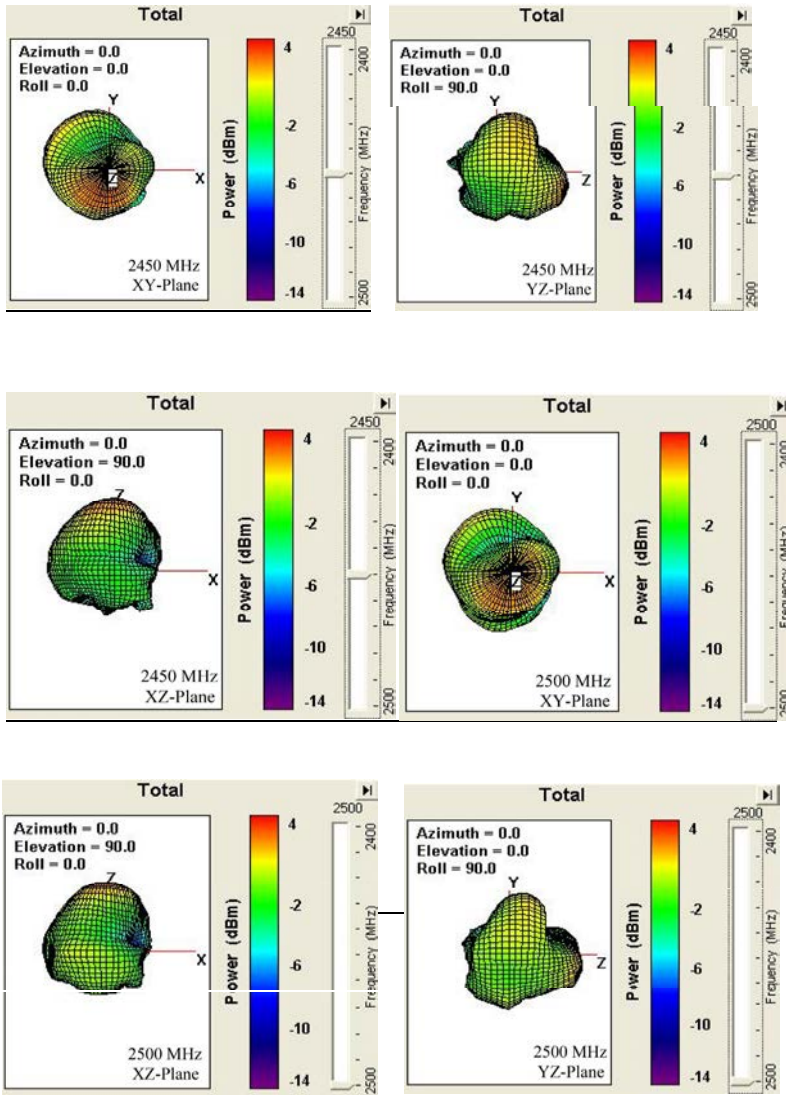 Total
2450
Azimuth = 0.0
Elevation = 0.0
Roll = 0.0
Y
X
Z
4
-2
-6
-10
-14
Power (dBm)
2400
Frequency (MHz)
2500
2450 MHz
XY-Plane
Total
2450
Azimuth = 0.0
Elevation = 0.0
Roll = 90.0
Y
Z
4
-2
-6
-10
-14
Power (dBm)
2400
Frequency (MHz)
2500
2450 MHz
YZ-Plane
Total
2450
Azimuth = 0.0
Elevation = 90.0
Roll = 0.0
Z
X
4
-2
-6
-10
-14
Power (dBm)
2400
Frequency (MHz)
2500
2450 MHz
XZ-Plane
Total
2500
Azimuth = 0.0
Elevation = 0.0
Roll = 0.0
Y
X
Z
4
-2
-6
-10
-14
Power (dBm)
2400
Frequency (MHz)
2500
2500 MHz
XY-Plane
Total
2500
Azimuth = 0.0
Elevation = 90.0
Roll = 0.0
Z
X
4
-2
-6
-10
-14
Power (dBm)
2400
Frequency (MHz)
2500
2500 MHz
XZ-Plane
Total
2500
Azimuth = 0.0
Elevation = 0.0
Roll = 90.0
Y
Z
4
-2
-6
-10
-14
Power (dBm)
2400
Frequency (MHz)
2500
2500 MHz
YZ-Plane